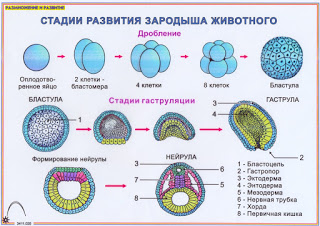 РАЗМНОЖЕНИЕ И РАЗВИТИЕ
СТАДИИ РАЗВИТИЯ ЗАРОДЫША ЖИВОТНОГО
Дробление
Оплодотво-
ренное яйцо
2 клетки -
бластомера
4 клетки
8 клеток
Бластула
БЛАСТУЛА
Стадии гаструляции
ГАСТРУЛА
1
3
4
2
Формирование нейрулы
НЕЙРУЛА
3
6
5
7
8
1 - Бластоцель
2 - Гастропор
3 - Эктодерма
4 - Энтодерма
5 - Мезодерма
6 - Нервная трубка
7 - Хорда
8 - Первичная кишка